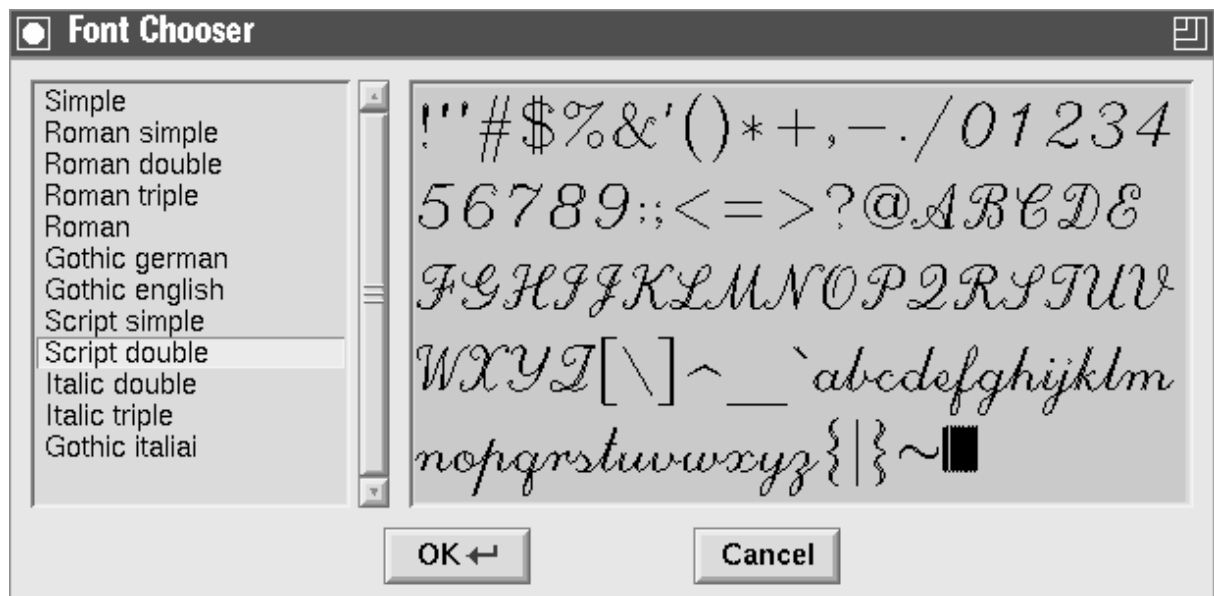 Font Chooser
Simple
Roman simple
Roman double
Roman triple
Roman
Gothic german
Gothic english
Script simple
Script double
Italic double
Italic triple
Gothic italiai
!"#$%&'()*+,-./01234
56789:;<=>?@ABCDE
FGHIJKLMNOPQRSTUV
WXYZ[\]^_`abcdefghijklm
nopqrstuvwxyz{|}~
OK
Cancel